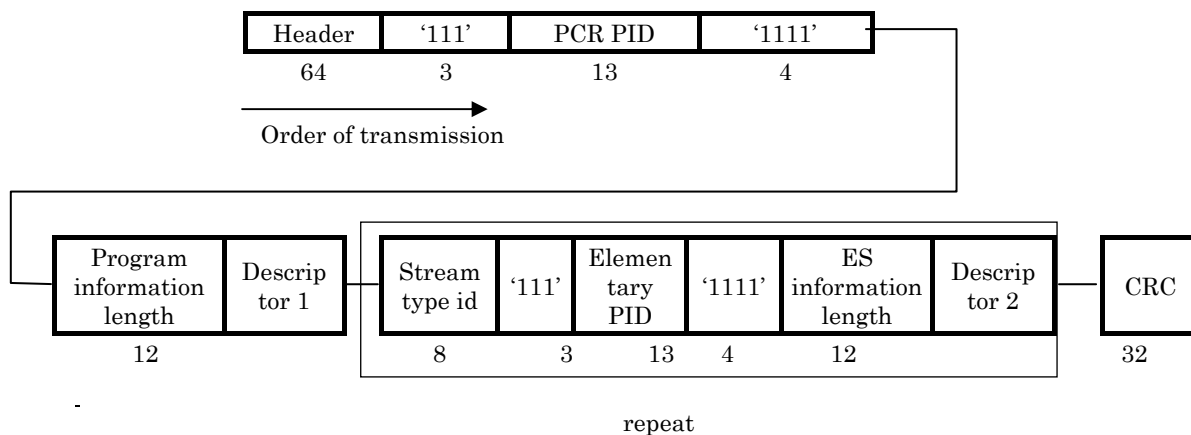 Header ‘111’ PCR PID ‘1111’
64 3 13 4
Order of transmission
Program information length
Descrip tor 1
Stream type id
‘111’
Elemen tary PID
‘1111’
ES information length
Descrip tor 2
CRC
12 8 3 13 4 12 32
-
repeat